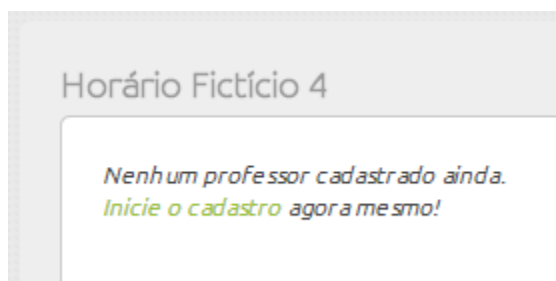 Horário Fictício 4
Nenhum professor cadastrado ainda.
Inicie o cadastro agora mesmo!